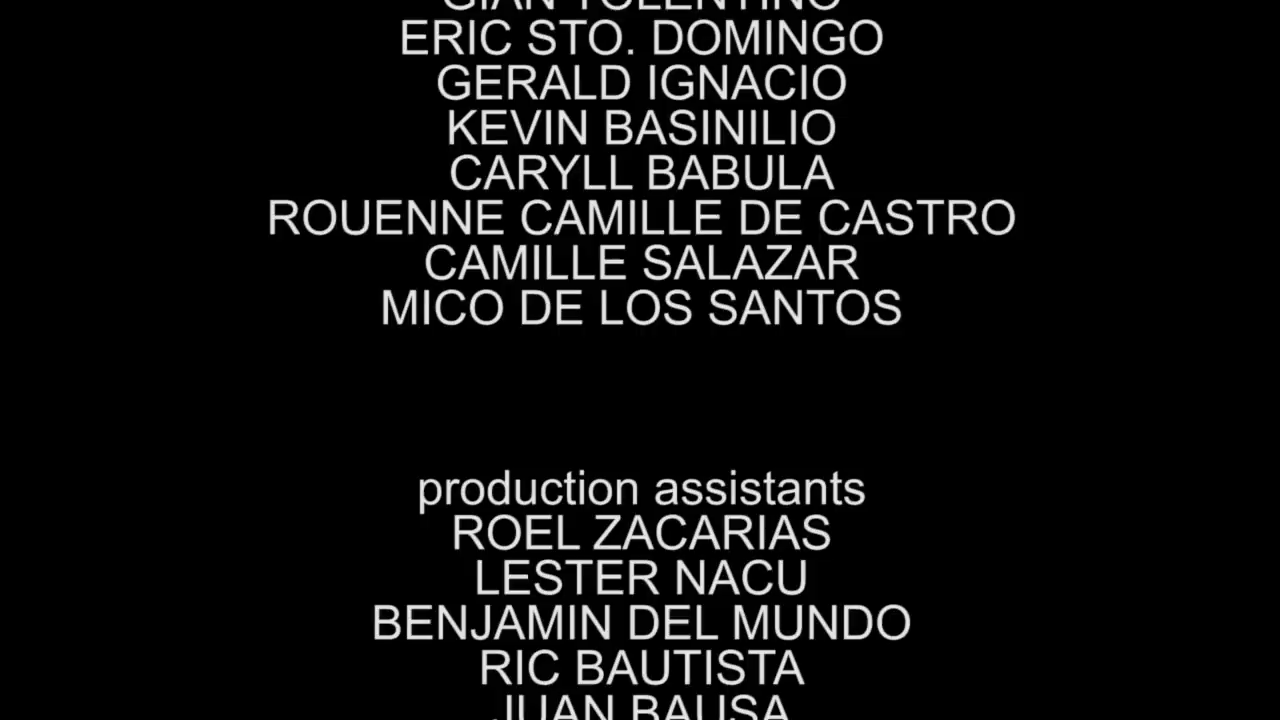 GIAN TOLENTINO
ERIC STO. DOMINGO
GERALD IGNACIO
KEVIN BASINILIO
CARYLL BABULA
ROUENNE CAMILLE DE CASTRO
CAMILLE SALAZAR
MICO DE LOS SANTOS
production assistants
ROEL ZACARIAS
LESTER NACU
BENJAMIN DEL MUNDO
RIC BAUTISTA
JUAN BAUSA